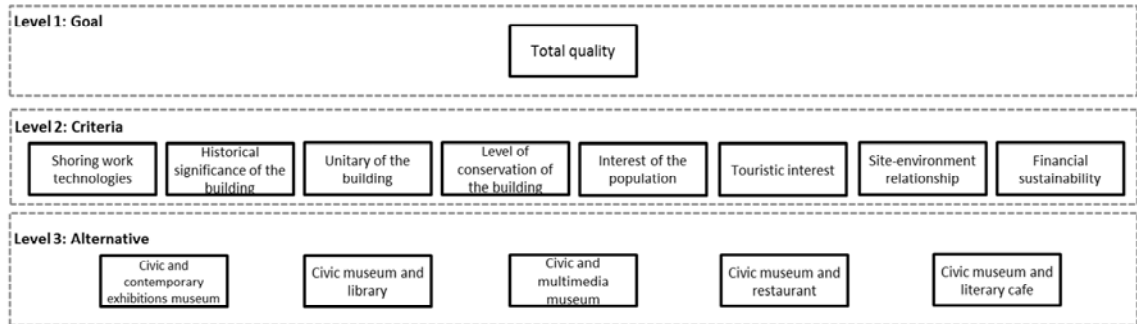 Level 1: Goal
Total quality
Level 2: Criteria
Shoring work
technologies
Historical
significance of the
building
Unitary of the
building
Level of
conservation of
the building
Interest of the
population
Touristic interest
Site-environment
relationship
Financial
sustainability
Level 3: Alternative
Civic and
contemporary
exhibitions museum
Civic museum and
library
Civic and
multimedia
museum
Civic museum and
restaurant
Civic museum and
literary cafe